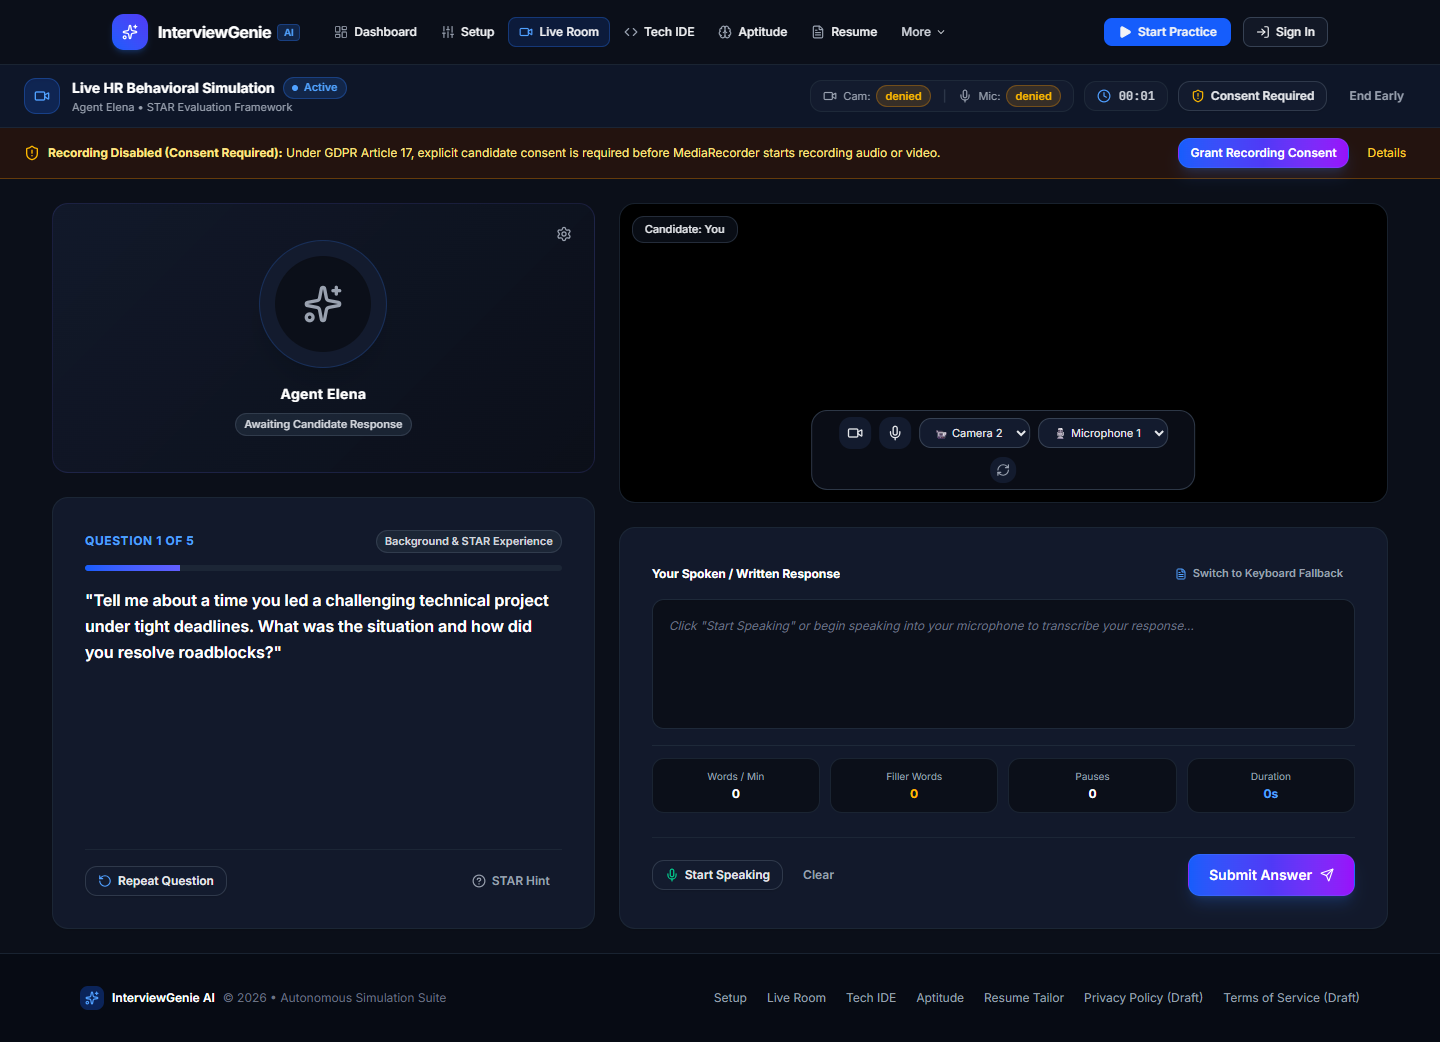 InterviewGenie AI
Dashboard
Setup
Live Room
Tech IDE
Aptitude
Resume
More
Start Practice
Sign In
Live HR Behavioral Simulation
Active
Agent Elena • STAR Evaluation Framework
Cam: denied
Mic: denied
00:01
Consent Required
End Early
Recording Disabled (Consent Required): Under GDPR Article 17, explicit candidate consent is required before MediaRecorder starts recording audio or video.
Grant Recording Consent
Details
Agent Elena
Awaiting Candidate Response
Candidate: You
Camera 2
Microphone 1
QUESTION 1 OF 5
Background & STAR Experience
"Tell me about a time you led a challenging technical project
under tight deadlines. What was the situation and how did
you resolve roadblocks?"
Repeat Question
STAR Hint
Your Spoken / Written Response
Switch to Keyboard Fallback
Click "Start Speaking" or begin speaking into your microphone to transcribe your response...
Words / Min
0
Filler Words
0
Pauses
0
Duration
0s
Start Speaking
Clear
Submit Answer
InterviewGenie AI © 2026 • Autonomous Simulation Suite
Setup
Live Room
Tech IDE
Aptitude
Resume Tailor
Privacy Policy (Draft)
Terms of Service (Draft)